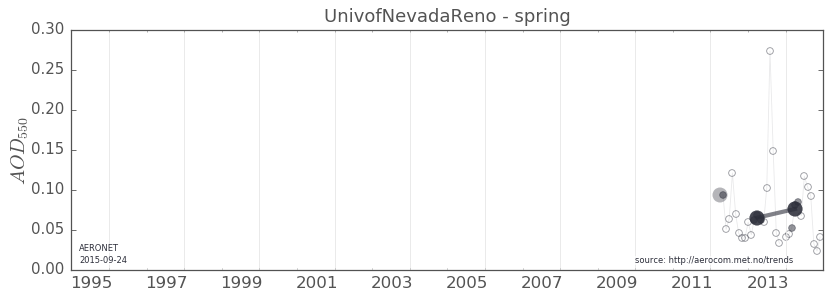 UnivofNevadaReno - spring
0.30
0.25
0.20
0.15
0.10
0.05
0.00
AOD550
AERONET
2015-09-24
source: http://aerocom.met.no/trends
1995 1997 1999 2001 2003 2005 2007 2009 2011 2013